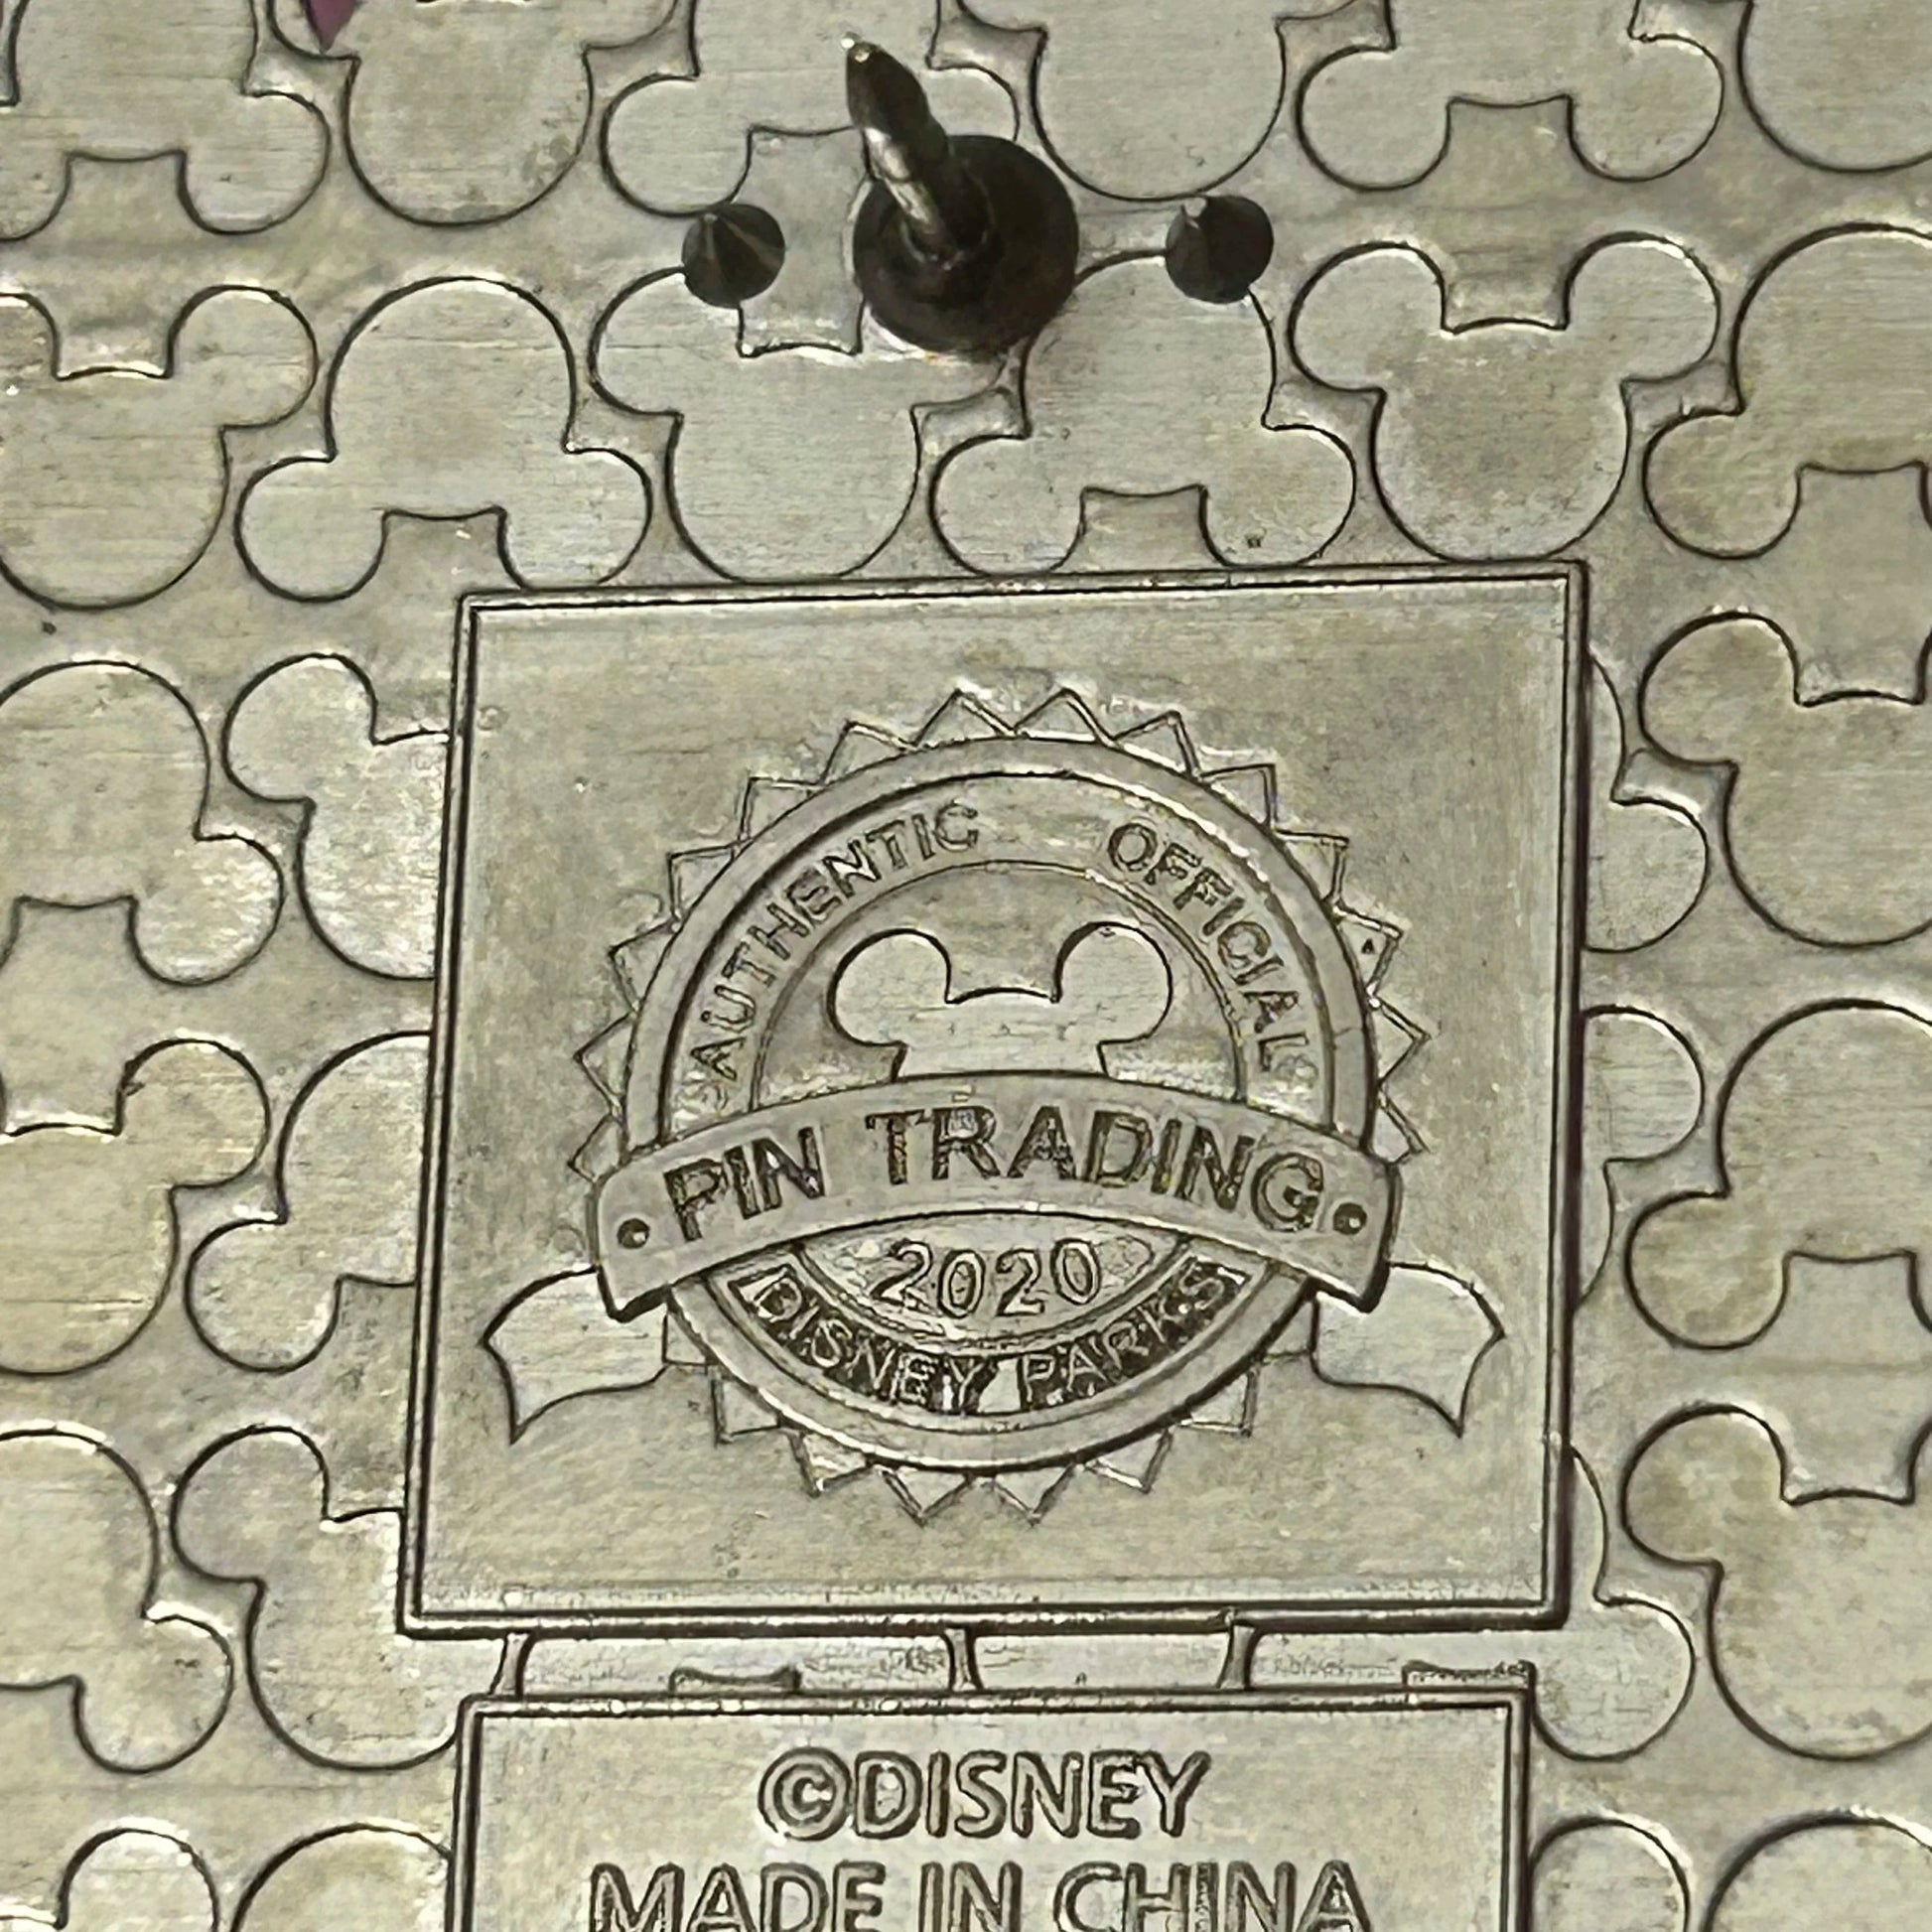 AUTHENTIC OFFICIAL
• PIN TRADING •
2020
DISNEY PARKS
©DISNEY
MADE IN CHINA